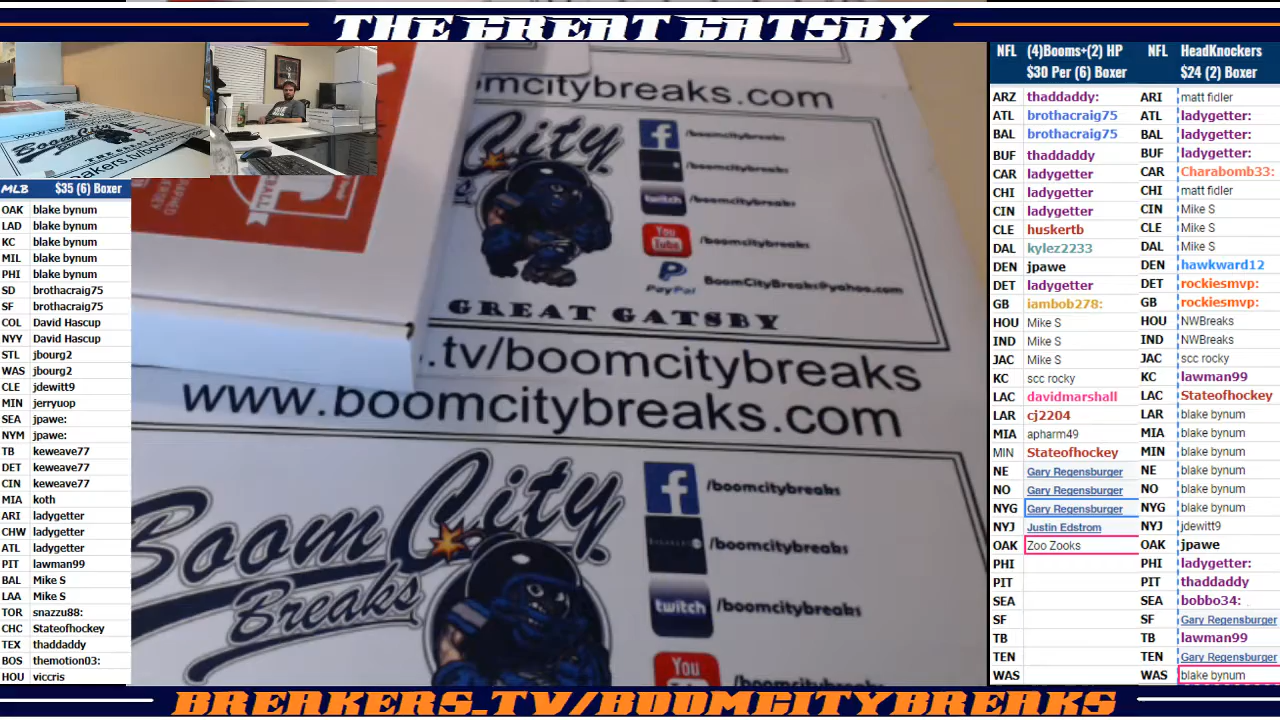 THE GREAT GATSBY
MLB $35 (6) Boxer
OAK blake bynum
LAD blake bynum
KC blake bynum
MIL blake bynum
PHI blake bynum
SD brothacraig75
SF brothacraig75
COL David Hascup
NYY David Hascup
STL jbourg2
WAS jbourg2
CLE jdewitt9
MIN jerryuop
SEA jpawe:
NYM jpawe:
TB keweave77
DET keweave77
CIN keweave77
MIA koth
ARI ladygetter
CHW ladygetter
ATL ladygetter
PIT lawman99
BAL Mike S
LAA Mike S
TOR snazzu88:
CHC Stateofhockey
TEX thaddaddy
BOS themotion03:
HOU viccris
omcitybreaks.com
City
/boomcitybreaks
/boomcitybreaks
twitch /boomcitybreaks
You Tube /boomcitybreaks
PayPal BoomCityBreaks@yahoo.com
GREAT GATSBY
.tv/boomcitybreaks
www.boomcitybreaks.com
Boom City Breaks
/boomcitybreaks
/boomcitybreaks
twitch /boomcitybreaks
You /boomcitybreaks
NFL (4)Booms+(2) HP
$30 Per (6) Boxer
ARZ thaddaddy:
ATL brothacraig75
BAL brothacraig75
BUF thaddaddy
CAR ladygetter
CHI ladygetter
CIN ladygetter
CLE huskertb
DAL kylez2233
DEN jpawe
DET ladygetter
GB iambob278:
HOU Mike S
IND Mike S
JAC Mike S
KC scc rocky
LAC davidmarshall
LAR cj2204
MIA apharm49
MIN Stateofhockey
NE Gary Regensburger
NO Gary Regensburger
NYG Gary Regensburger
NYJ Justin Edstrom
OAK Zoo Zooks
PHI
PIT
SEA
SF
TB
TEN
WAS
NFL HeadKnockers
$24 (2) Boxer
ARI matt fidler
ATL ladygetter:
BAL ladygetter:
BUF ladygetter:
CAR Charabomb33:
CHI matt fidler
CIN Mike S
CLE Mike S
DAL Mike S
DEN hawkward12
DET rockiesmvp:
GB rockiesmvp:
HOU NWBreaks
IND NWBreaks
JAC scc rocky
KC lawman99
LAC Stateofhockey
LAR blake bynum
MIA blake bynum
MIN blake bynum
NE blake bynum
NO blake bynum
NYG blake bynum
NYJ jdewitt9
OAK jpawe
PHI ladygetter:
PIT thaddaddy
SEA bobbo34:
SF Gary Regensburger
TB lawman99
TEN Gary Regensburger
WAS blake bynum
BREAKERS.TV/BOOMCITYBREAKS